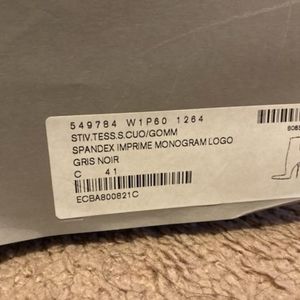 549784 W1P60 1264
STIV.TESS.S.CUO/GOMM
SPANDEX IMPRIME MONOGRAM LOGO
GRIS NOIR
C 41
ECBA800821C